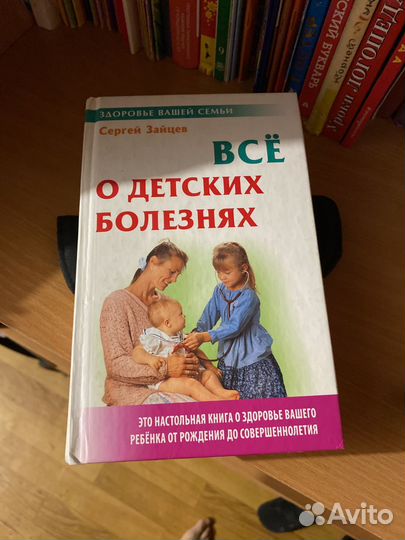 ЗДОРОВЬЕ ВАШЕЙ СЕМЬИ
Сергей Зайцев
ВСЁ
О ДЕТСКИХ
БОЛЕЗНЯХ
ЭТО НАСТОЛЬНАЯ КНИГА О ЗДОРОВЬЕ ВАШЕГО
РЕБЁНКА ОТ РОЖДЕНИЯ ДО СОВЕРШЕННОЛЕТИЯ
БУКВАРЬ
Avito